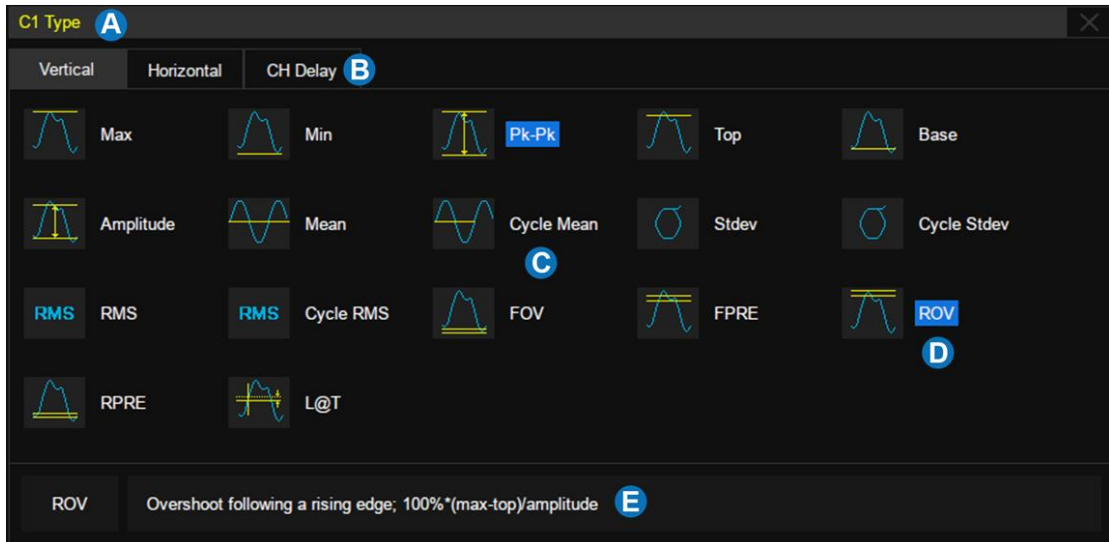 C1 Type A
Vertical Horizontal CH Delay B
Max Min Pk-Pk Top Base
Amplitude Mean Cycle Mean Stdev Cycle Stdev
C
RMS RMS RMS Cycle RMS FOV FPRE ROV
D
RPRE L@T
ROV Overshoot following a rising edge; 100%*(max-top)/amplitude E